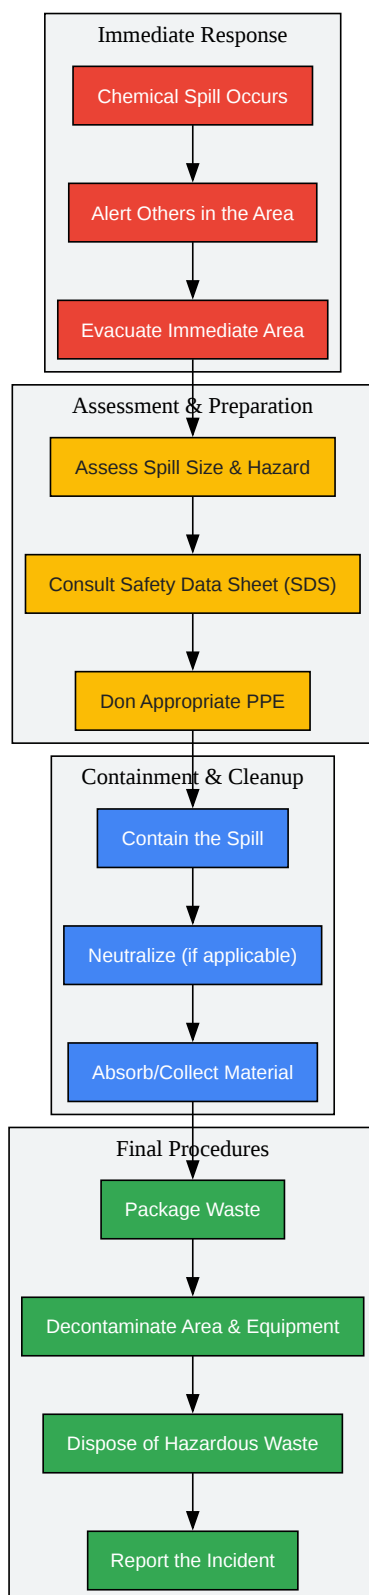 Immediate Response
Chemical Spill Occurs
Alert Others in the Area
Evacuate Immediate Area
Assessment & Preparation
Assess Spill Size & Hazard
Consult Safety Data Sheet (SDS)
Don Appropriate PPE
Containment & Cleanup
Contain the Spill
Neutralize (if applicable)
Absorb/Collect Material
Final Procedures
Package Waste
Decontaminate Area & Equipment
Dispose of Hazardous Waste
Report the Incident